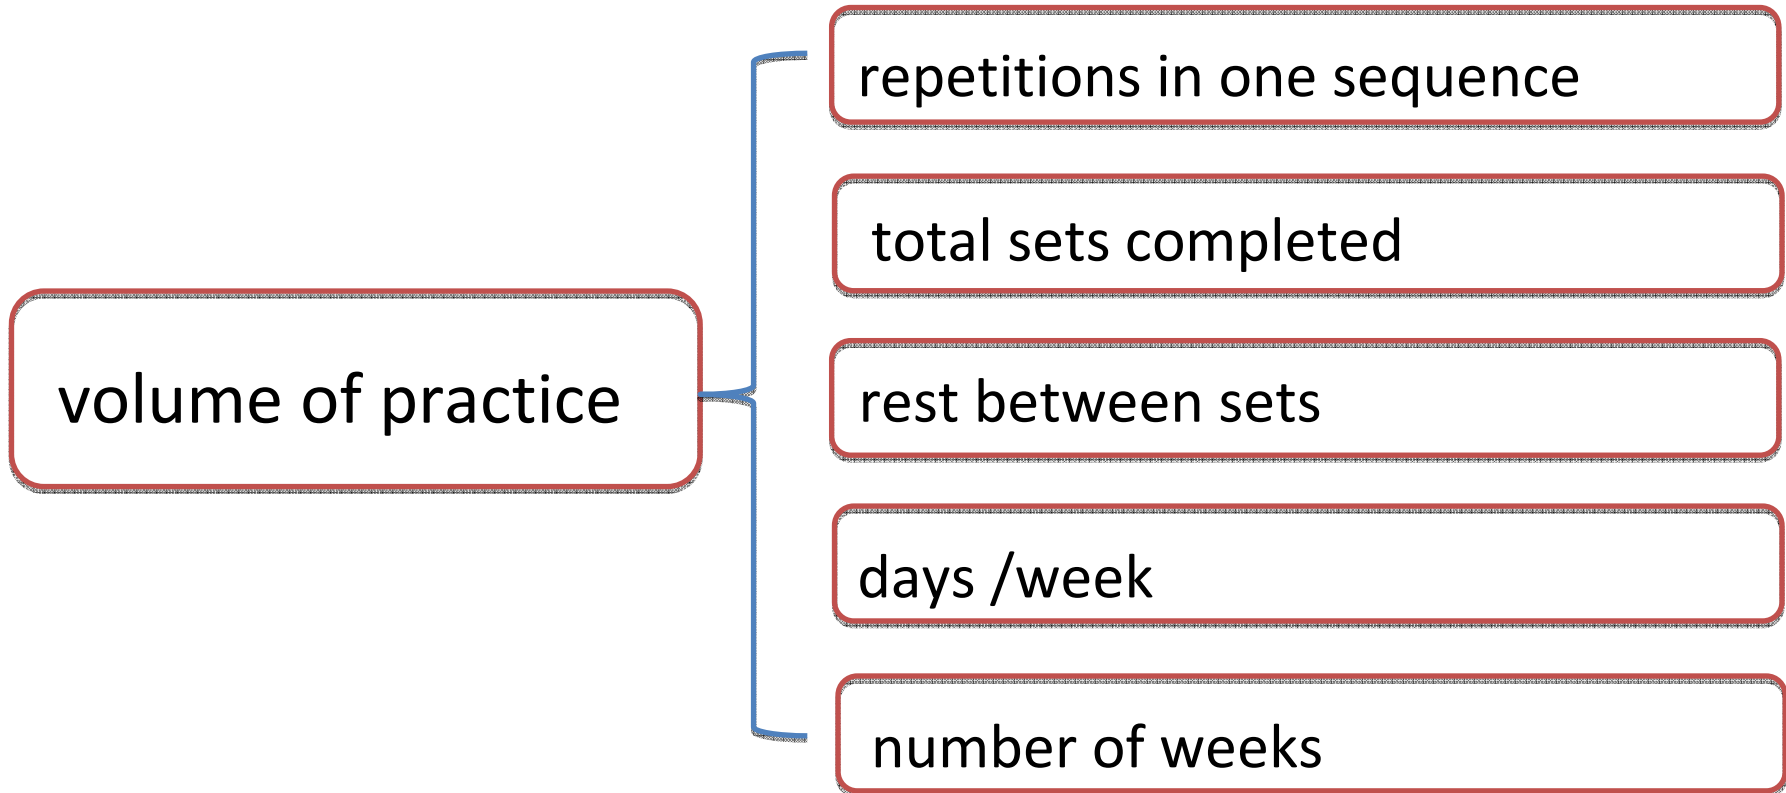 repetitions in one sequence
total sets completed
volume of practice
rest between sets
days /week
number of weeks